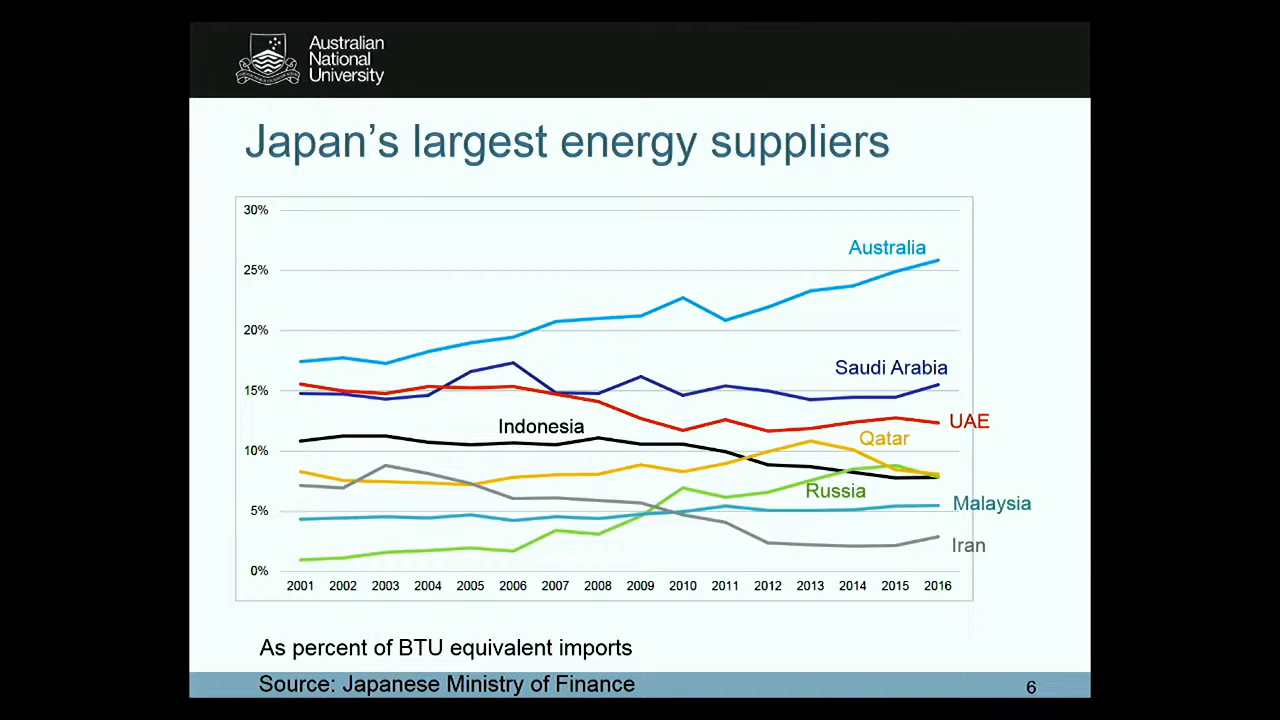 Australian
National
University
Japan's largest energy suppliers
30%
25%
20%
15%
10%
5%
0%
Australia
Saudi Arabia
UAE
Indonesia
Qatar
Russia
Malaysia
Iran
2001 2002 2003 2004 2005 2006 2007 2008 2009 2010 2011 2012 2013 2014 2015 2016
As percent of BTU equivalent imports
Source: Japanese Ministry of Finance
6